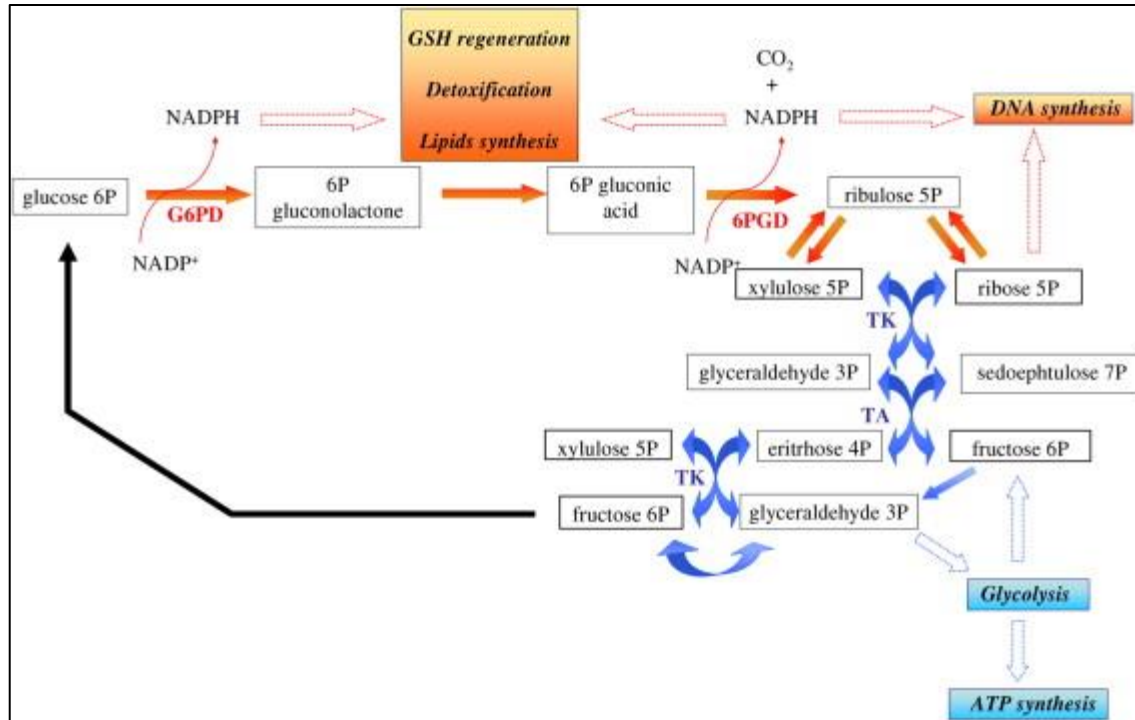 GSH regeneration
Detoxification
Lipids synthesis
CO2
+
NADPH
NADPH
DNA synthesis
glucose 6P
G6PD
6P
gluconolactone
6P gluconic
acid
6PGD
ribulose 5P
NADP+
NADP+
xylulose 5P
ribose 5P
TK
glyceraldehyde 3P
sedoephtulose 7P
TA
xylulose 5P
eritrhose 4P
fructose 6P
TK
fructose 6P
glyceraldehyde 3P
Glycolysis
ATP synthesis